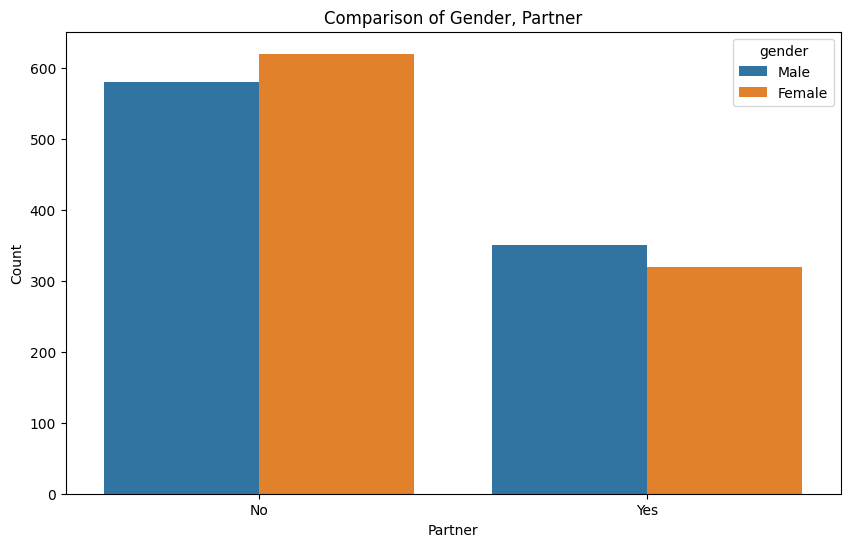 Comparison of Gender, Partner
gender
Male
Female
Count
600
500
400
300
200
100
0
No
Yes
Partner